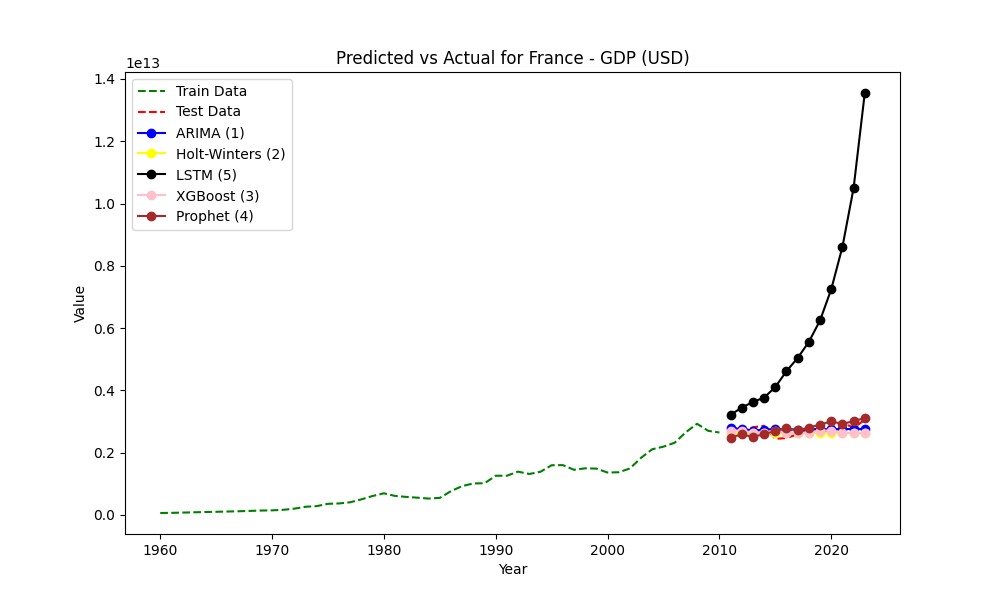 Predicted vs Actual for France - GDP (USD)
1e13
1.4
1.2
1.0
0.8
0.6
0.4
0.2
0.0
Value
Train Data
Test Data
ARIMA (1)
Holt-Winters (2)
LSTM (5)
XGBoost (3)
Prophet (4)
1960 1970 1980 1990 2000 2010 2020
Year